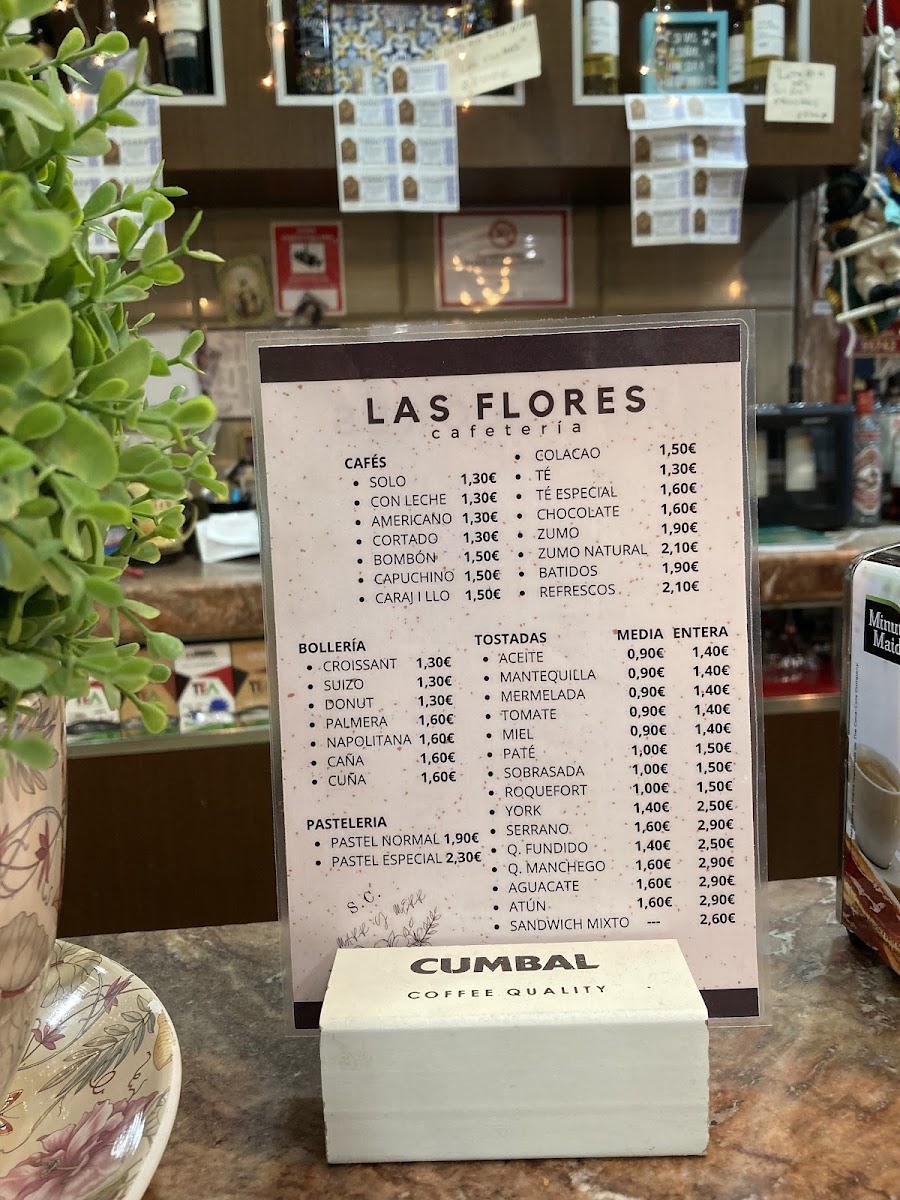 LAS FLORES
cafetería
CAFÉS
• SOLO 1,30€
• CON LECHE 1,30€
• AMERICANO 1,30€
• CORTADO 1,30€
• BOMBÓN 1,50€
• CAPUCHINO 1,50€
• CARAJ I LLO 1,50€
• COLACAO 1,50€
• TÉ 1,30€
• TÉ ESPECIAL 1,60€
• CHOCOLATE 1,60€
• ZUMO 1,90€
• ZUMO NATURAL 2,10€
• BATIDOS 1,90€
• REFRESCOS 2,10€
BOLLERÍA
• CROISSANT 1,30€
• SUIZO 1,30€
• DONUT 1,30€
• PALMERA 1,60€
• NAPOLITANA 1,60€
• CAÑA 1,60€
• CUÑA 1,60€
PASTELERIA
• PASTEL NORMAL 1,90€
• PASTEL ESPECIAL 2,30€
TOSTADAS MEDIA ENTERA
• ACEITE 0,90€ 1,40€
• MANTEQUILLA 0,90€ 1,40€
• MERMELADA 0,90€ 1,40€
• TOMATE 0,90€ 1,40€
• MIEL 0,90€ 1,40€
• PATÉ 1,00€ 1,50€
• SOBRASADA 1,00€ 1,50€
• ROQUEFORT 1,00€ 1,50€
• YORK 1,40€ 2,50€
• SERRANO 1,60€ 2,90€
• Q. FUNDIDO 1,40€ 2,50€
• Q. MANCHEGO 1,60€ 2,90€
• AGUACATE 1,60€ 2,90€
• ATÚN 1,60€ 2,90€
• SANDWICH MIXTO --- 2,60€
S.C.
CUMBAL
COFFEE QUALITY
Minute
Maid
TEA